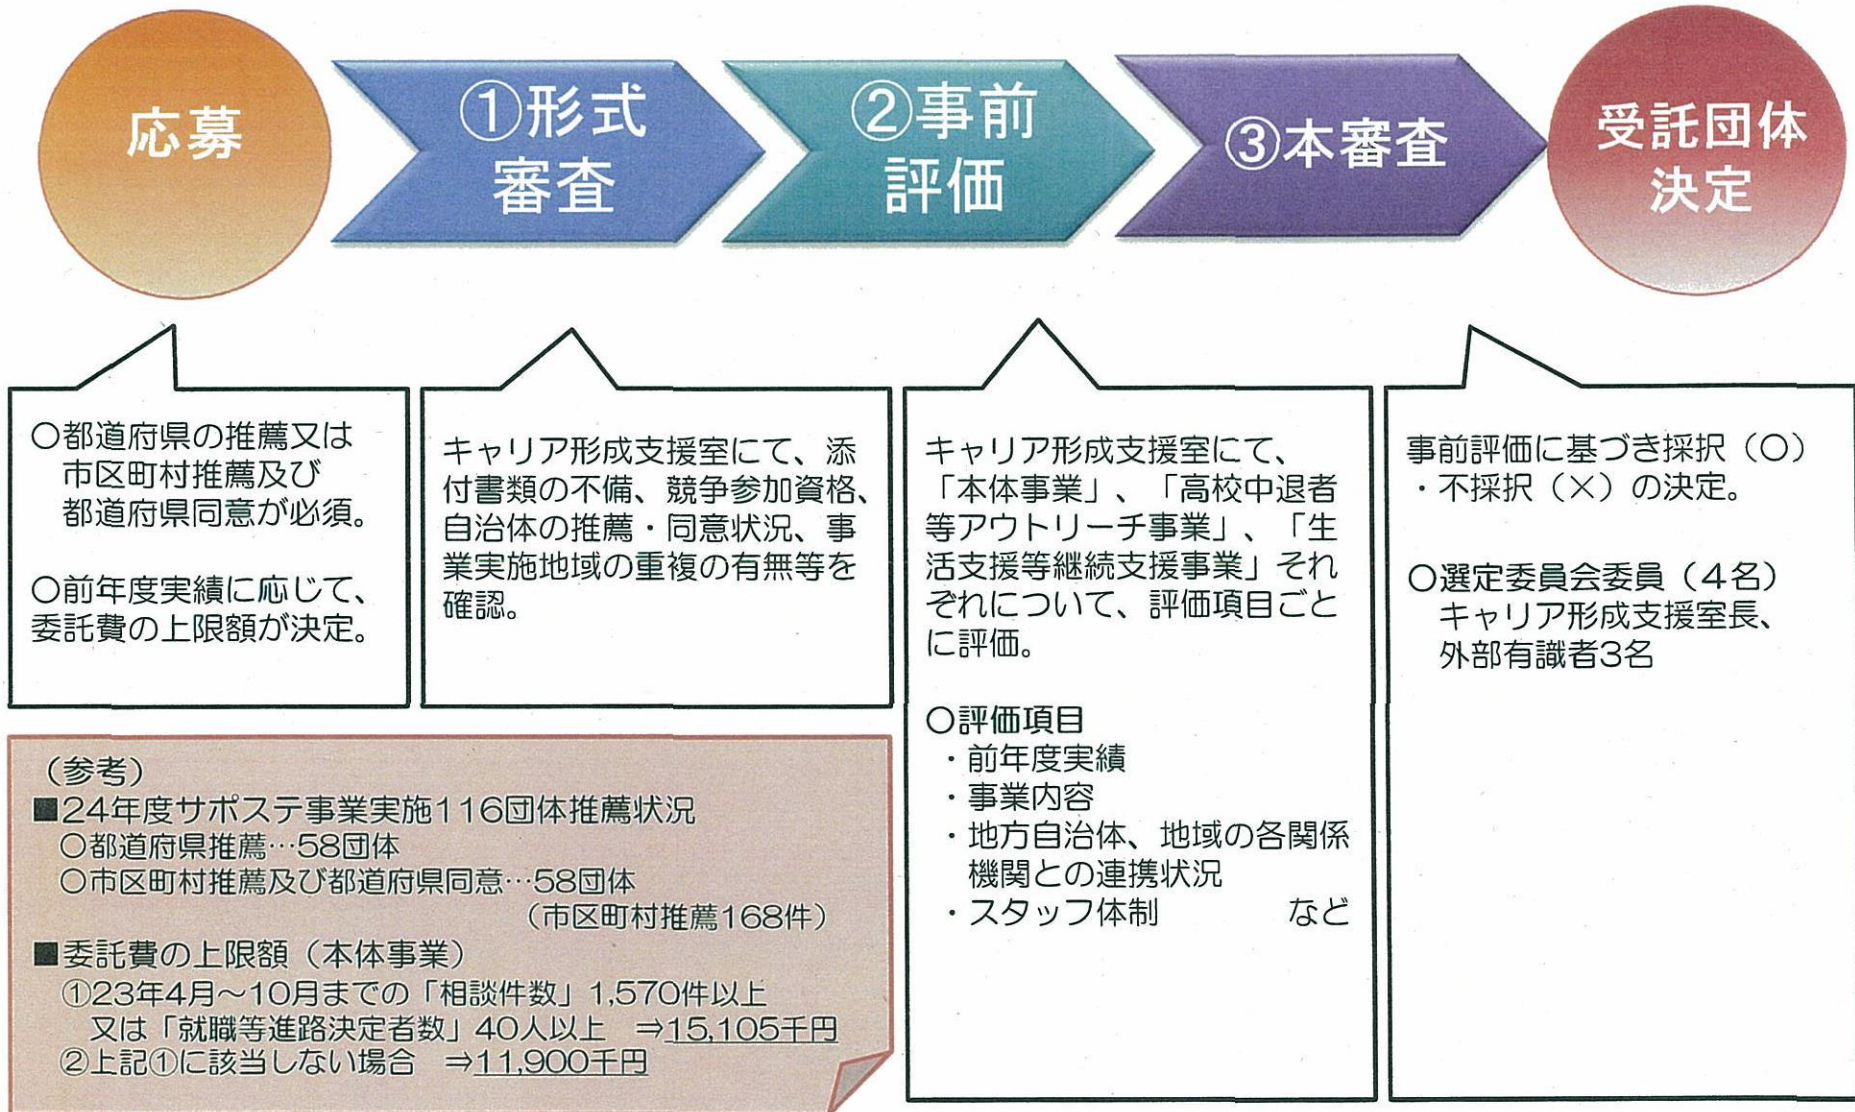 応募
①形式
審査
②事前
評価
③本審査
受託団体
決定
〇都道府県の推薦又は
市区町村推薦及び
都道府県同意が必須。
〇前年度実績に応じて、
委託費の上限額が決定。
キャリア形成支援室にて、添
付書類の不備、競争参加資格、
自治体の推薦・同意状況、事
業実施地域の重複の有無等を
確認。
キャリア形成支援室にて、
「本体事業」、「高校中退者
等アウトリーチ事業」、「生
活支援等継続支援事業」それ
ぞれについて、評価項目ごと
に評価。
〇評価項目
・前年度実績
・事業内容
・地方自治体、地域の各関係
機関との連携状況
・スタッフ体制 など
事前評価に基づき採択（〇）
・不採択（×）の決定。
〇選定委員会委員（4名）
キャリア形成支援室長、
外部有識者3名
（参考）
■24年度サポステ事業実施116団体推薦状況
〇都道府県推薦…58団体
〇市区町村推薦及び都道府県同意…58団体
（市区町村推薦168件）
■委託費の上限額（本体事業）
①23年4月～10月までの「相談件数」1,570件以上
又は「就職等進路決定者数」40人以上 ⇒15,105千円
②上記①に該当しない場合 ⇒11,900千円